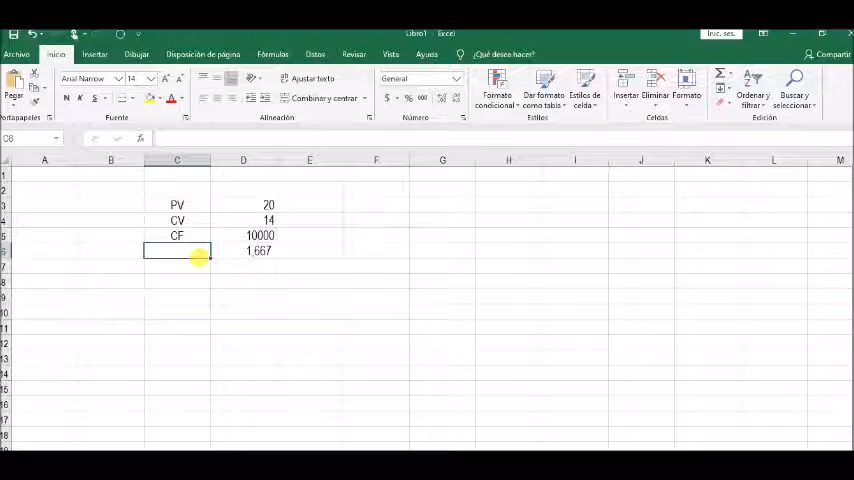 Libro1 - Excel
Inic. ses.
Archivo Inicio Insertar Dibujar Disposición de página Fórmulas Datos Revisar Vista Ayuda ¿Qué desea hacer? Compartir
Pegar
Arial Narrow 14 A A
Ajustar texto
General
N K S A
Combinar y centrar
$ % 000
Formato condicional
Dar formato como tabla
Estilos de celda
Insertar Eliminar Formato
Ordenar y filtrar
Buscar y seleccionar
Portapapeles Fuente Alineación Número Estilos Celdas Edición
C6 fx
A B C D E F G H I J K L M
1
2
3 PV 20
4 CV 14
5 CF 10000
6 1,667
7
8
9
10
11
12
13
14
15
16
17
18